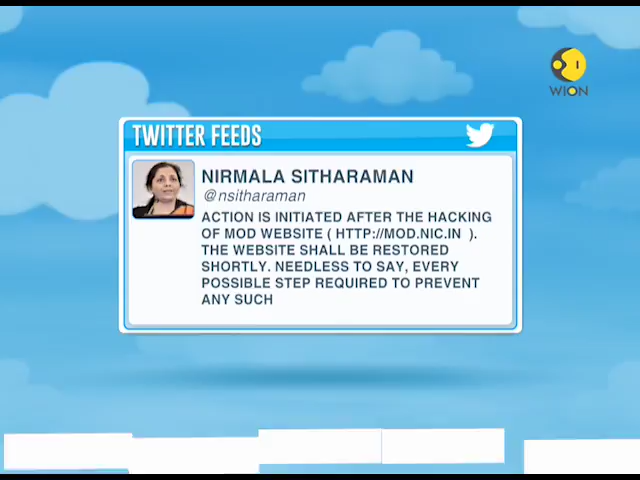 WION
TWITTER FEEDS
NIRMALA SITHARAMAN
@nsitharaman
ACTION IS INITIATED AFTER THE HACKING
OF MOD WEBSITE ( HTTP://MOD.NIC.IN ).
THE WEBSITE SHALL BE RESTORED
SHORTLY. NEEDLESS TO SAY, EVERY
POSSIBLE STEP REQUIRED TO PREVENT
ANY SUCH